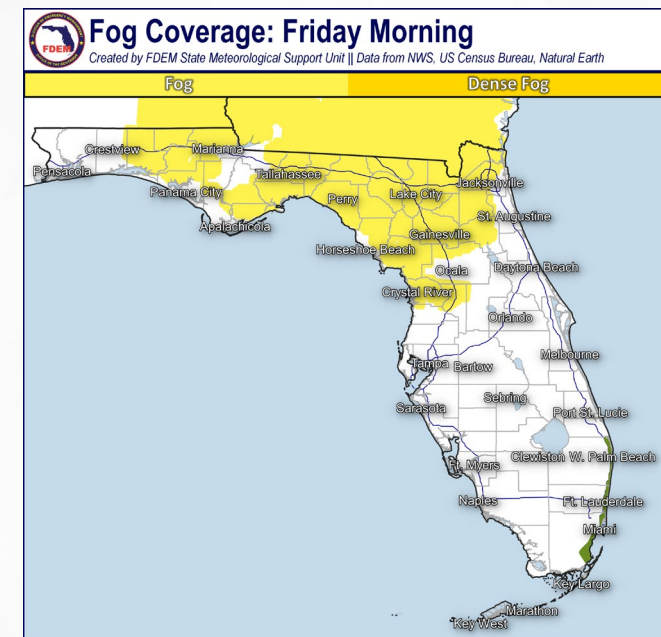 FDEM
Fog Coverage: Friday Morning
Created by FDEM State Meteorological Support Unit || Data from NWS, US Census Bureau, Natural Earth
Fog Dense Fog
Crestview Marianna
Pensacola Tallahassee Jacksonville
Panama City Perry Lake City
Apalachicola St. Augustine
Gainesville
Horseshoe Beach
Ocala Daytona Beach
Crystal River
Orlando
Tampa Bartow Melbourne
Sebring
Sarasota Port St. Lucie
Clewiston W. Palm Beach
Ft. Myers
Naples Ft. Lauderdale
Miami
Key Largo
Marathon
Key West